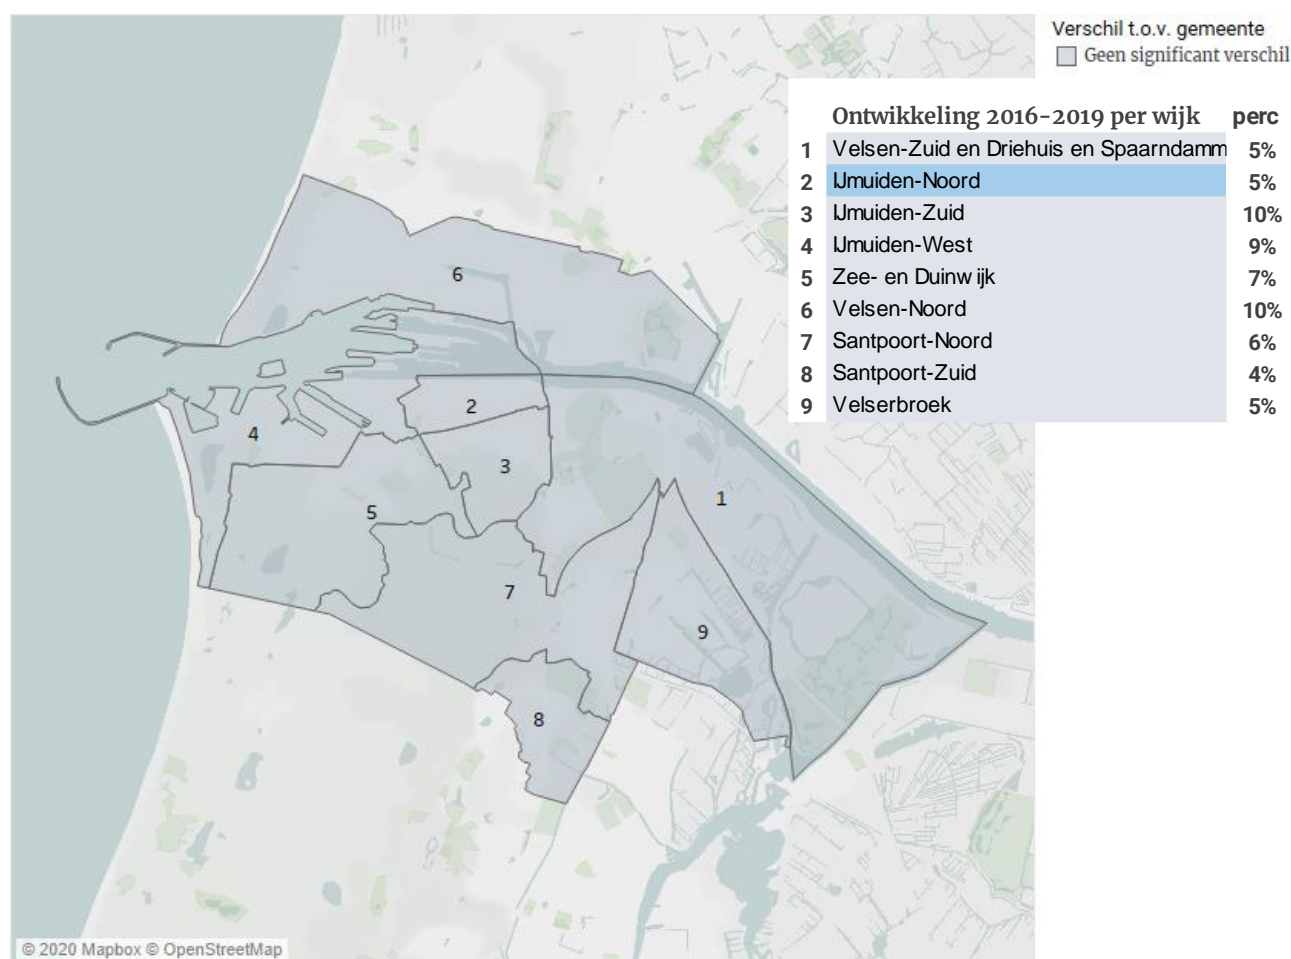 Verschil t.o.v. gemeente
Geen significant verschil
Ontwikkeling 2016-2019 per wijk perc
1 Velsen-Zuid en Driehuis en Spaarndamm 5%
2 IJmuiden-Noord 5%
3 IJmuiden-Zuid 10%
4 IJmuiden-West 9%
5 Zee- en Duinwijk 7%
6 Velsen-Noord 10%
7 Santpoort-Noord 6%
8 Santpoort-Zuid 4%
9 Velserbroek 5%
6
2
4
3
1
5
7
9
8
© 2020 Mapbox © OpenStreetMap